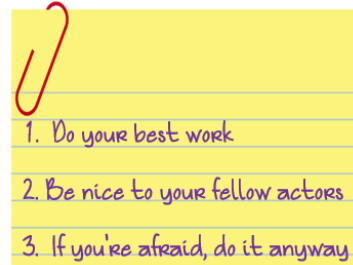 1. Do your best work
2. Be nice to your fellow actors
3. If you're afraid, do it anyway